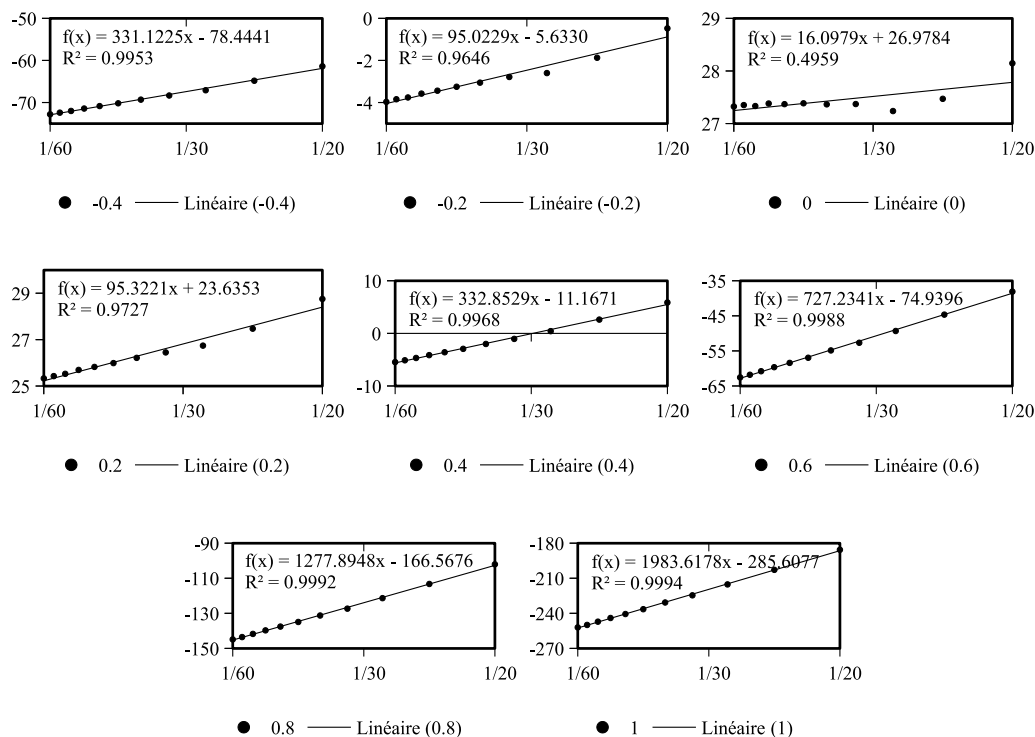 -50
-60
-70
f(x) = 331.1225x - 78.4441
R² = 0.9953
1/60 1/30 1/20
-0.4 Linéaire (-0.4)
0
-2
-4
f(x) = 95.0229x - 5.6330
R² = 0.9646
1/60 1/30 1/20
-0.2 Linéaire (-0.2)
29
28
27
f(x) = 16.0979x + 26.9784
R² = 0.4959
1/60 1/30 1/20
0 Linéaire (0)
29
27
25
f(x) = 95.3221x + 23.6353
R² = 0.9727
1/60 1/30 1/20
0.2 Linéaire (0.2)
10
0
-10
f(x) = 332.8529x - 11.1671
R² = 0.9968
1/60 1/30 1/20
0.4 Linéaire (0.4)
-35
-45
-55
-65
f(x) = 727.2341x - 74.9396
R² = 0.9988
1/60 1/30 1/20
0.6 Linéaire (0.6)
-90
-110
-130
-150
f(x) = 1277.8948x - 166.5676
R² = 0.9992
1/60 1/30 1/20
0.8 Linéaire (0.8)
-180
-210
-240
-270
f(x) = 1983.6178x - 285.6077
R² = 0.9994
1/60 1/30 1/20
1 Linéaire (1)